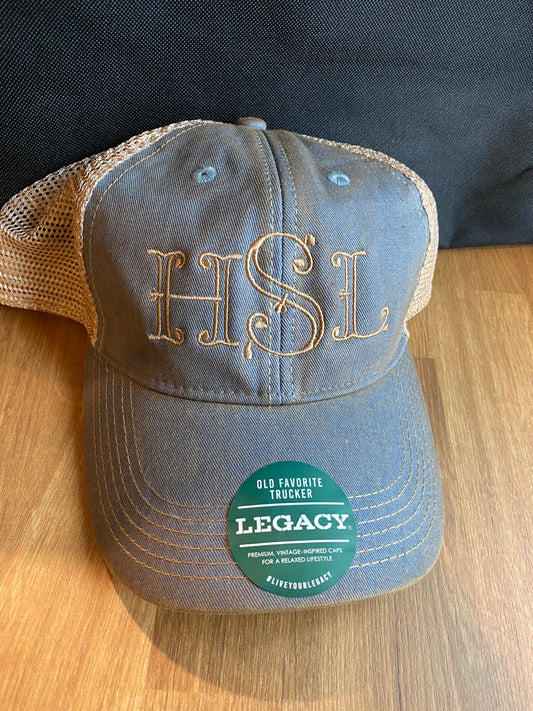 HSL
OLD FAVORITE
TRUCKER
LEGACY®
PREMIUM, VINTAGE-INSPIRED CAPS
FOR A RELAXED LIFESTYLE
#LIVEYOURLEGACY